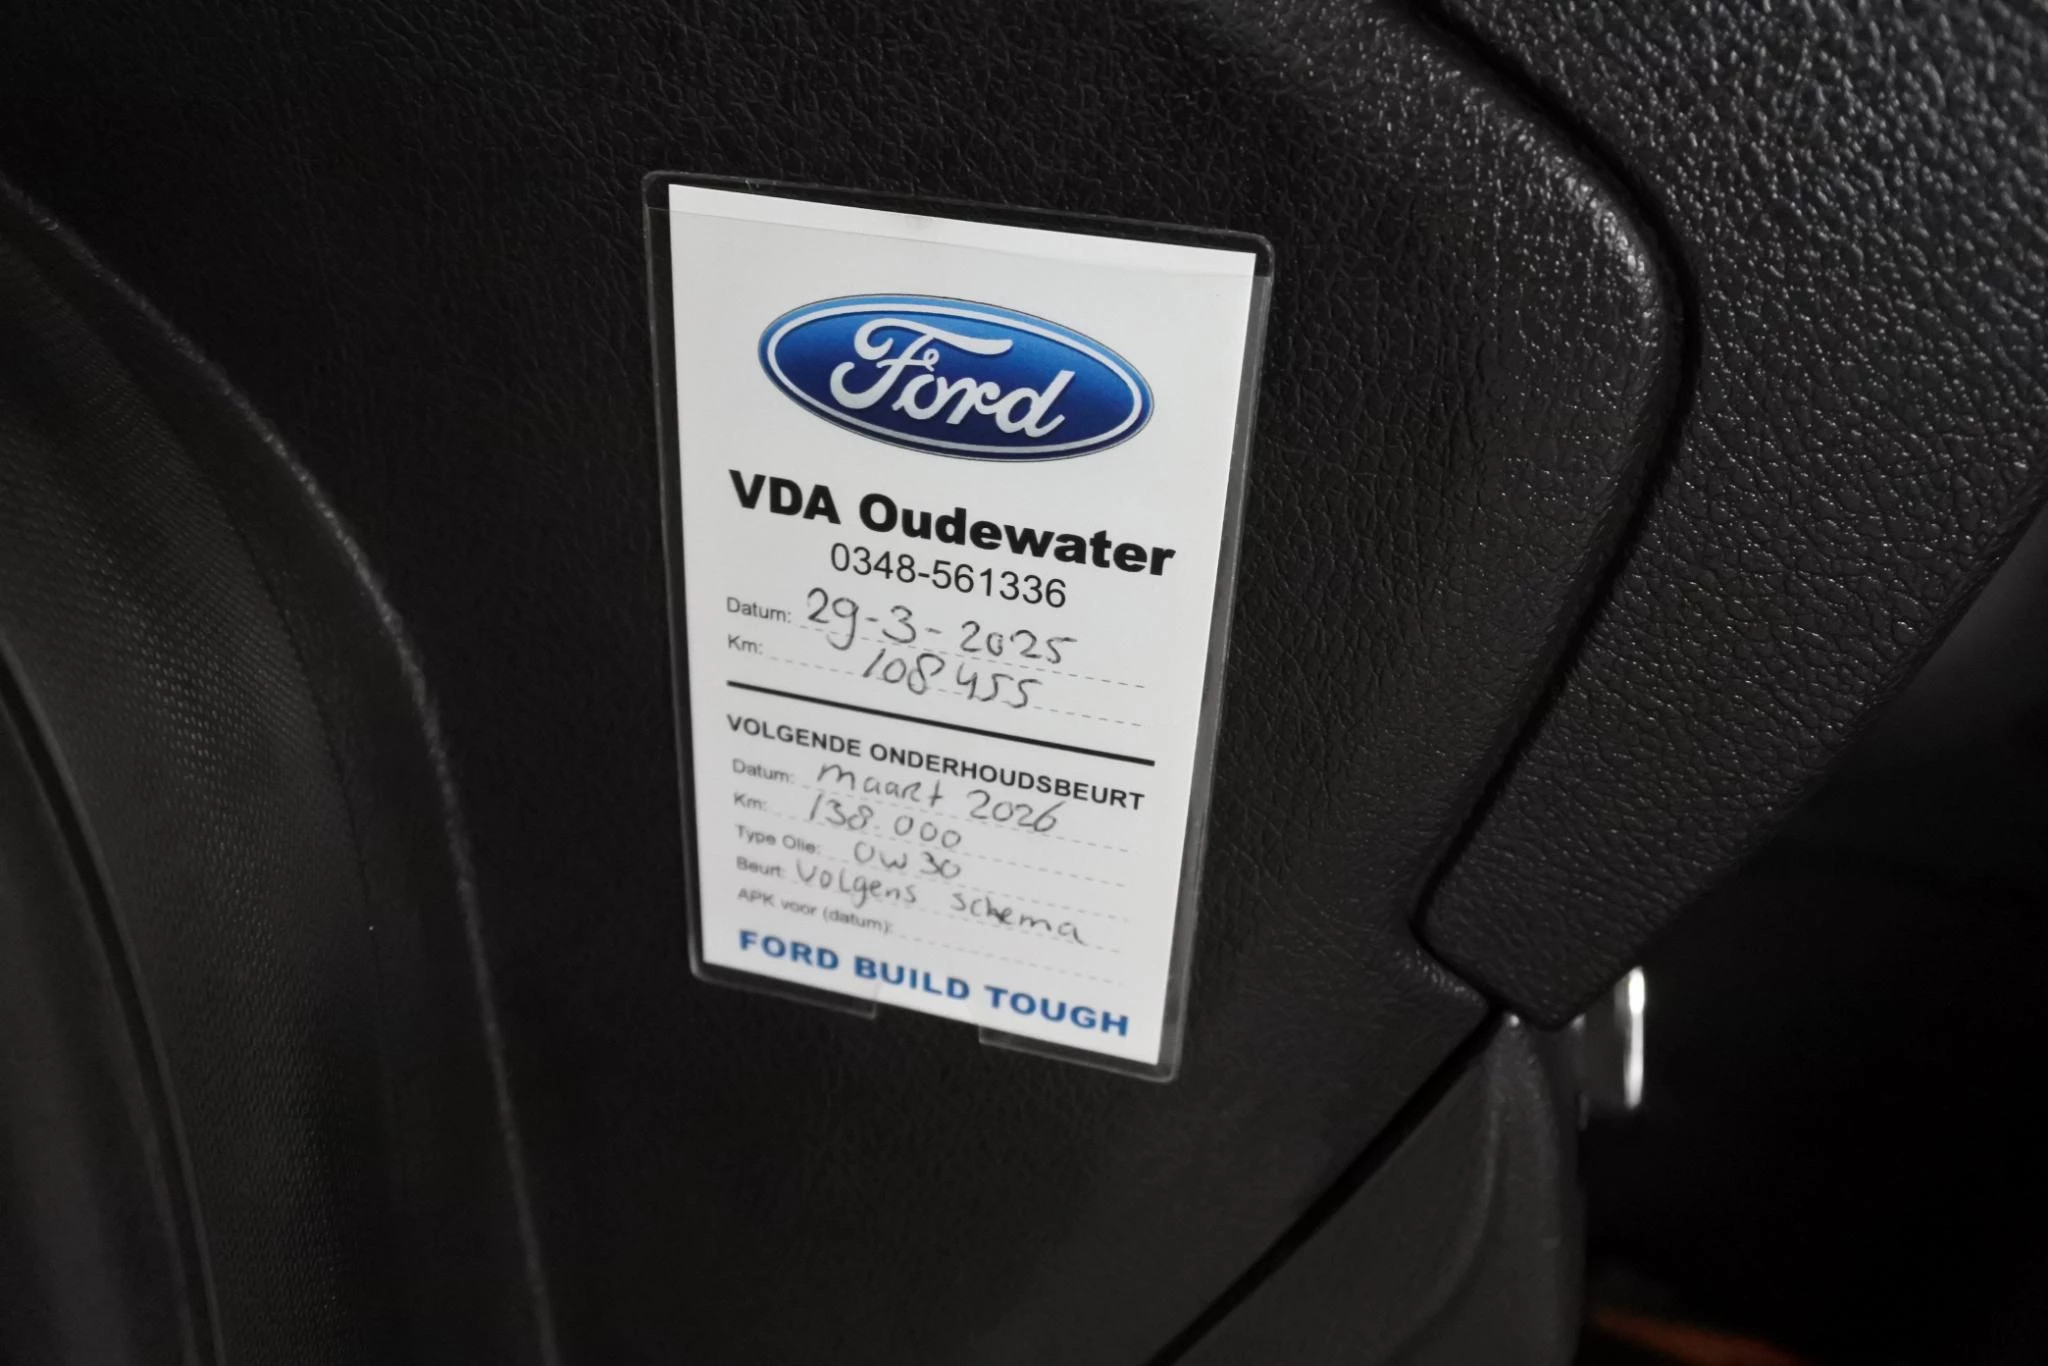 Ford
VDA Oudewater
0348-561336
Datum: 29-3-2025
Km: 108455
VOLGENDE ONDERHOUDSBEURT
Datum: maart 2026
Km: 138.000
Type Olie: 0W30
Beurt: volgens schema
APK voor (datum):
FORD BUILD TOUGH